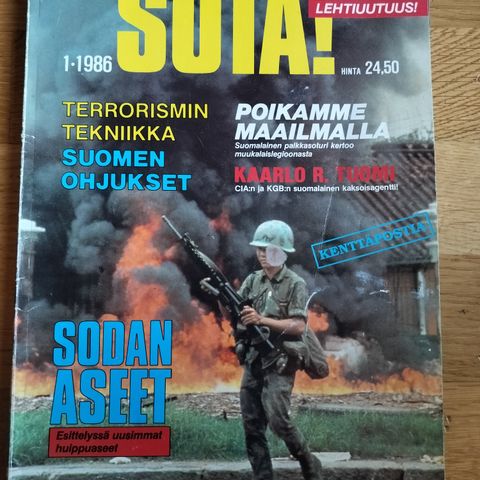 LEHTIUUTUUS!
SOTA!
1·1986
HINTA 24,50
TERRORISMIN
TEKNIIKKA
SUOMEN
OHJUKSET
POIKAMME
MAAILMALLA
Suomalainen palkkasoturi kertoo
muukalaislegioonasta
KAARLO R. TUOMI
CIA:n ja KGB:n suomalainen kaksoisagentti!
KENTTÄPOSTIA!
SODAN
ASEET
Esittelyssä uusimmat
huippuaseet